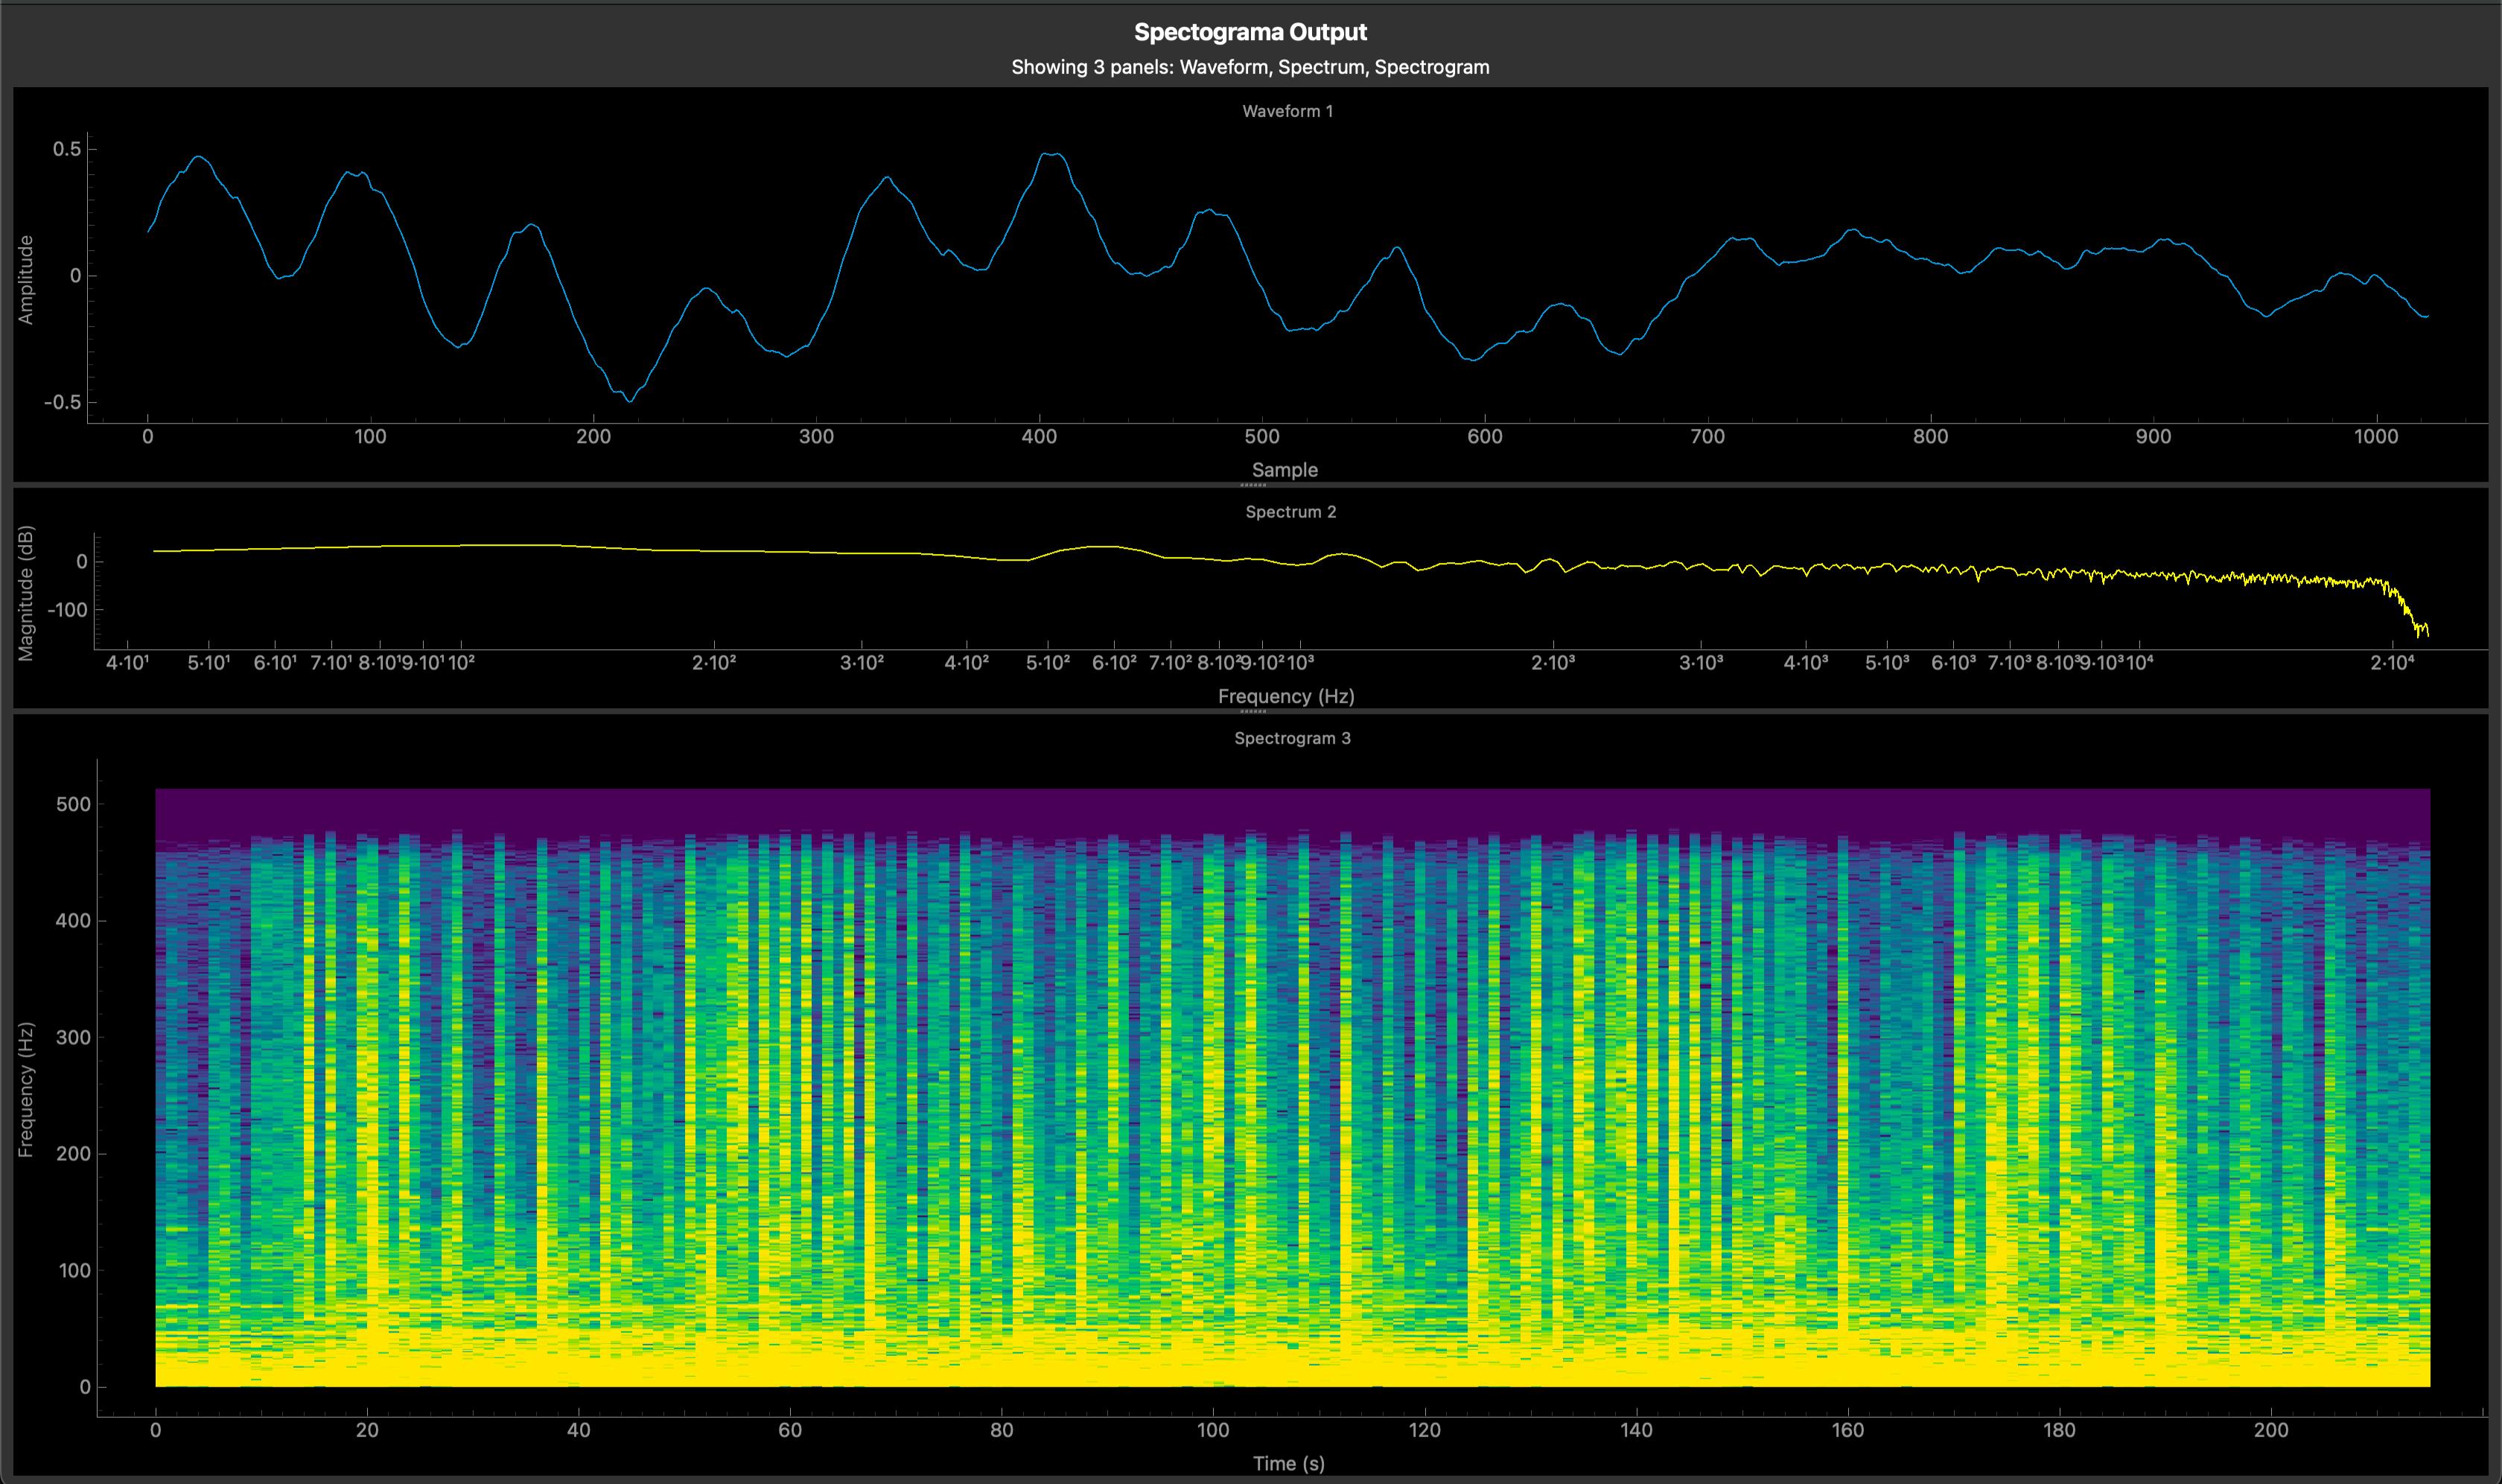 Spectograma Output
Showing 3 panels: Waveform, Spectrum, Spectrogram
Waveform 1
Amplitude
0.5
0
-0.5
0 100 200 300 400 500 600 700 800 900 1000
Sample
Spectrum 2
Magnitude (dB)
0
-100
4·10¹ 5·10¹ 6·10¹ 7·10¹ 8·10¹ 9·10¹ 10² 2·10² 3·10² 4·10² 5·10² 6·10² 7·10² 8·10² 9·10² 10³ 2·10³ 3·10³ 4·10³ 5·10³ 6·10³ 7·10³ 8·10³ 9·10³ 10⁴ 2·10⁴
Frequency (Hz)
Spectrogram 3
Frequency (Hz)
500
400
300
200
100
0
0 20 40 60 80 100 120 140 160 180 200
Time (s)